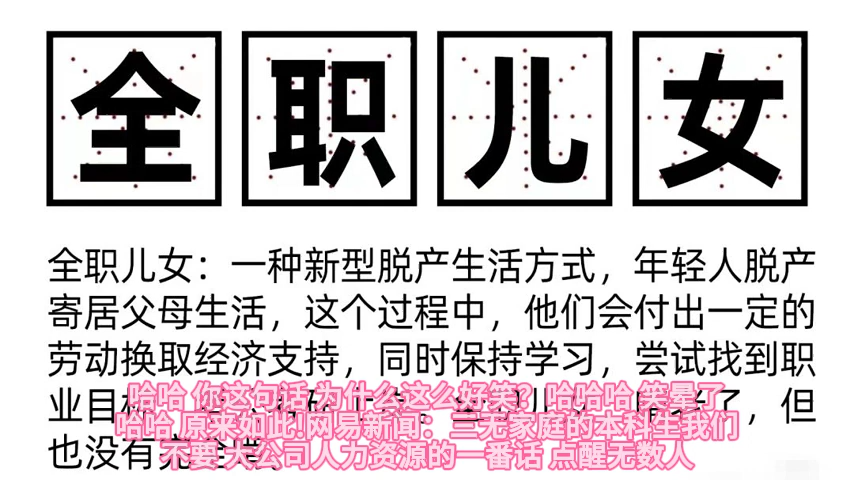 全职儿女
全职儿女：一种新型脱产生活方式，年轻人脱产
寄居父母生活，这个过程中，他们会付出一定的
劳动换取经济支持，同时保持学习，尝试找到职
业目标，
了，但
也没有完全
哈哈 你这句话 为什么这么好笑？哈哈哈 笑晕了
哈哈 原来如此!网易新闻：三无家庭的本科生我们
不要 大公司人力资源的一番话 点醒无数人